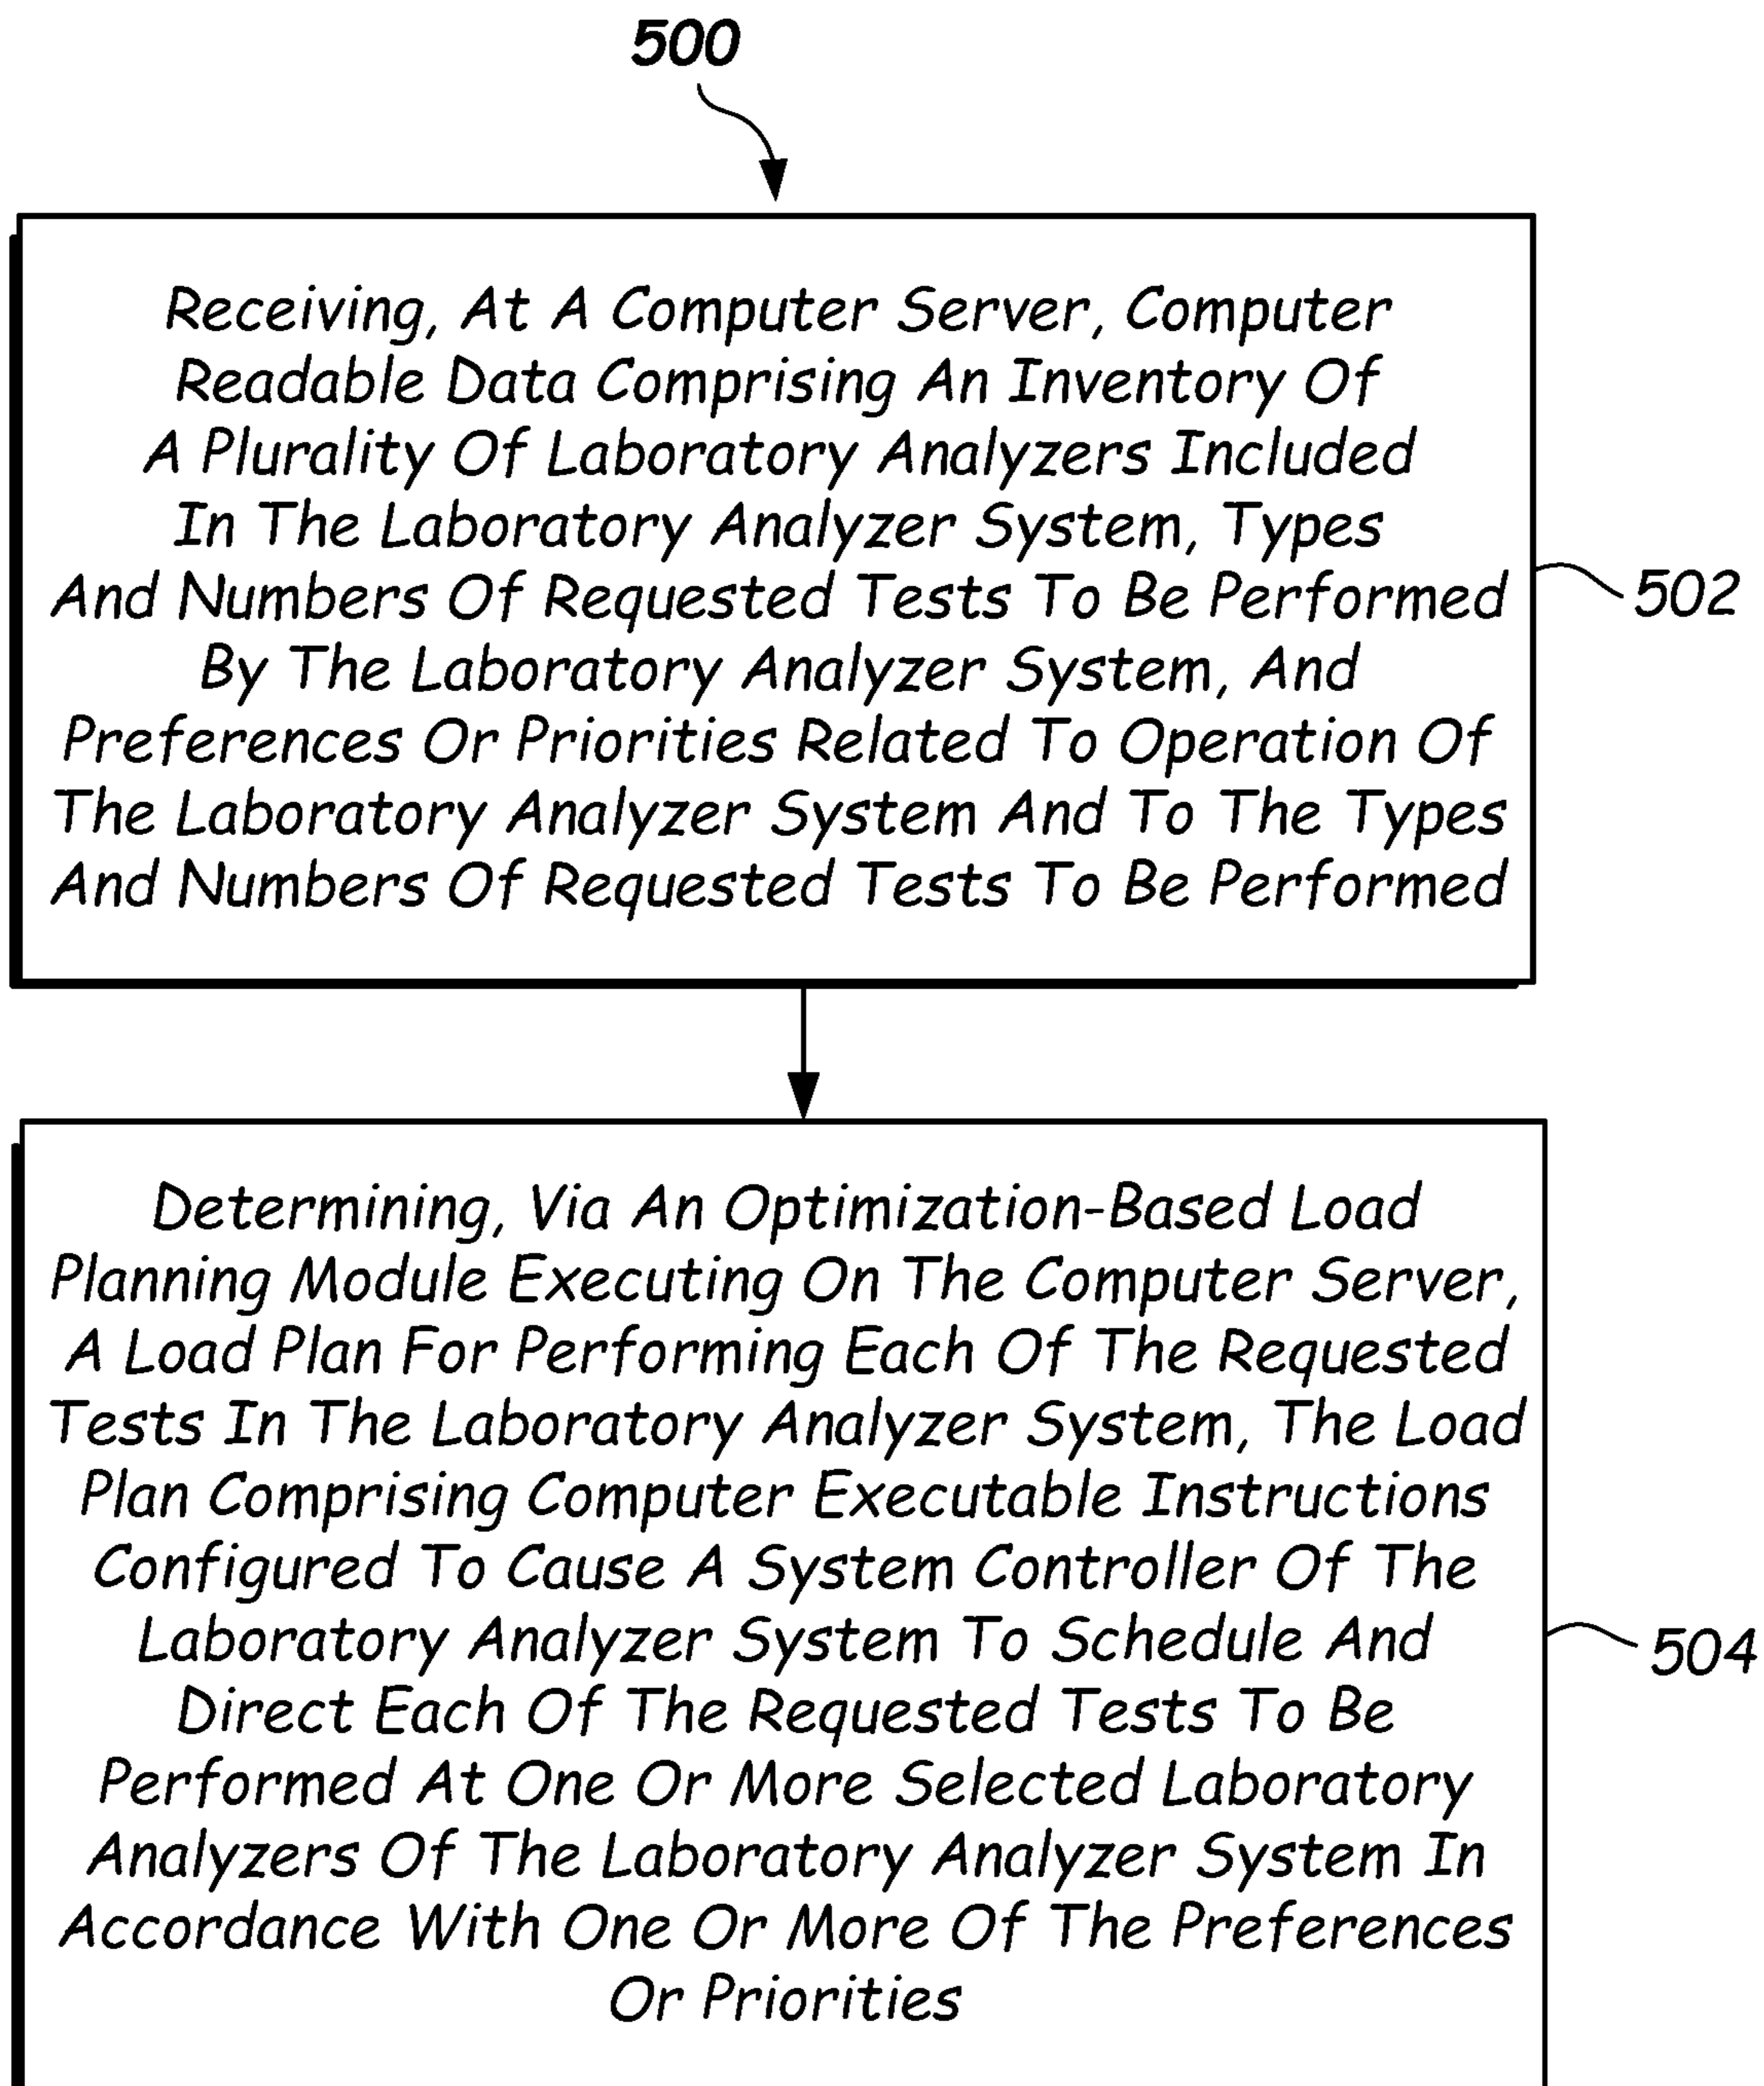 500
Receiving, At A Computer Server, Computer
Readable Data Comprising An Inventory Of
A Plurality Of Laboratory Analyzers Included
In The Laboratory Analyzer System, Types
And Numbers Of Requested Tests To Be Performed
By The Laboratory Analyzer System, And
Preferences Or Priorities Related To Operation Of
The Laboratory Analyzer System And To The Types
And Numbers Of Requested Tests To Be Performed
502
Determining, Via An Optimization-Based Load
Planning Module Executing On The Computer Server,
A Load Plan For Performing Each Of The Requested
Tests In The Laboratory Analyzer System, The Load
Plan Comprising Computer Executable Instructions
Configured To Cause A System Controller Of The
Laboratory Analyzer System To Schedule And
Direct Each Of The Requested Tests To Be
Performed At One Or More Selected Laboratory
Analyzers Of The Laboratory Analyzer System In
Accordance With One Or More Of The Preferences
Or Priorities
504